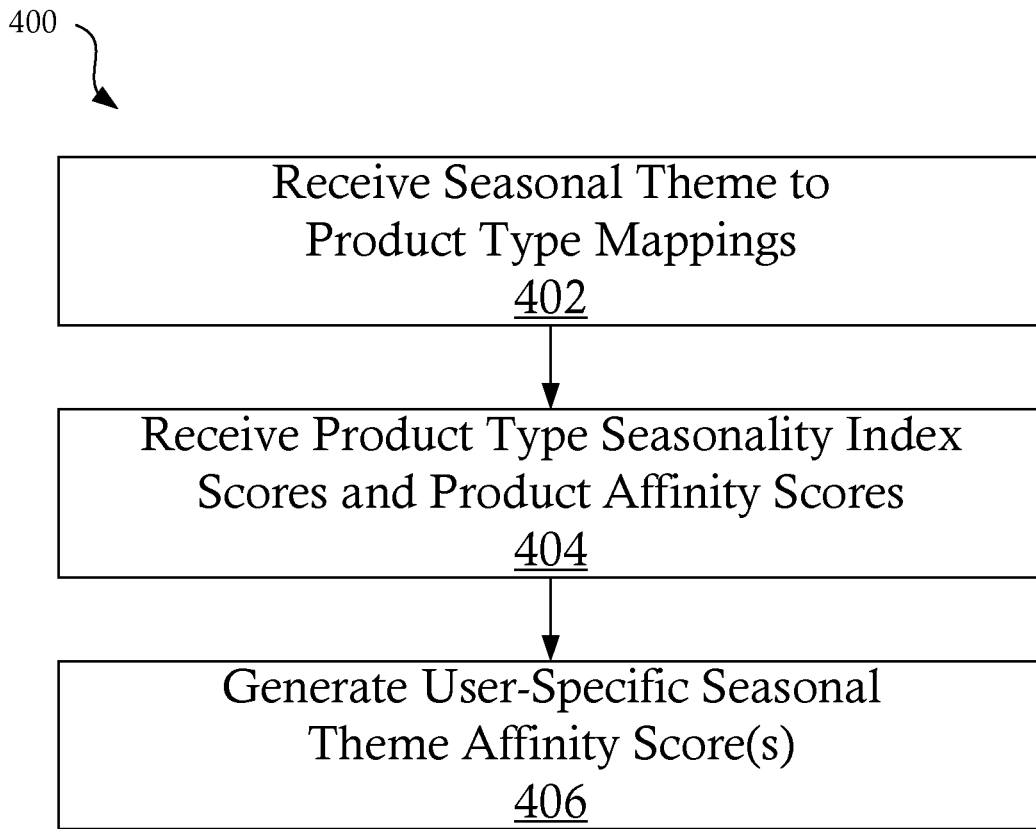 400
Receive Seasonal Theme to
Product Type Mappings
402
Receive Product Type Seasonality Index
Scores and Product Affinity Scores
404
Generate User-Specific Seasonal
Theme Affinity Score(s)
406